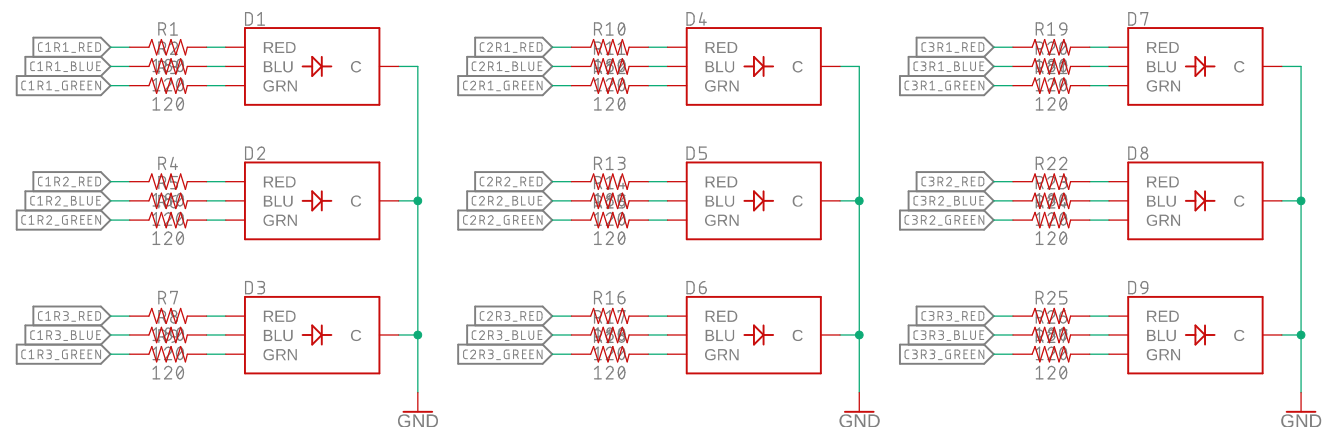 R1 D1
C1R1_RED RED
C1R1_BLUE BLU C
C1R1_GREEN GRN
120
R4 D2
C1R2_RED RED
C1R2_BLUE BLU C
C1R2_GREEN GRN
120
R7 D3
C1R3_RED RED
C1R3_BLUE BLU C
C1R3_GREEN GRN
120
GND
R10 D4
C2R1_RED RED
C2R1_BLUE BLU C
C2R1_GREEN GRN
120
R13 D5
C2R2_RED RED
C2R2_BLUE BLU C
C2R2_GREEN GRN
120
R16 D6
C2R3_RED RED
C2R3_BLUE BLU C
C2R3_GREEN GRN
120
GND
R19 D7
C3R1_RED RED
C3R1_BLUE BLU C
C3R1_GREEN GRN
120
R22 D8
C3R2_RED RED
C3R2_BLUE BLU C
C3R2_GREEN GRN
120
R25 D9
C3R3_RED RED
C3R3_BLUE BLU C
C3R3_GREEN GRN
120
GND